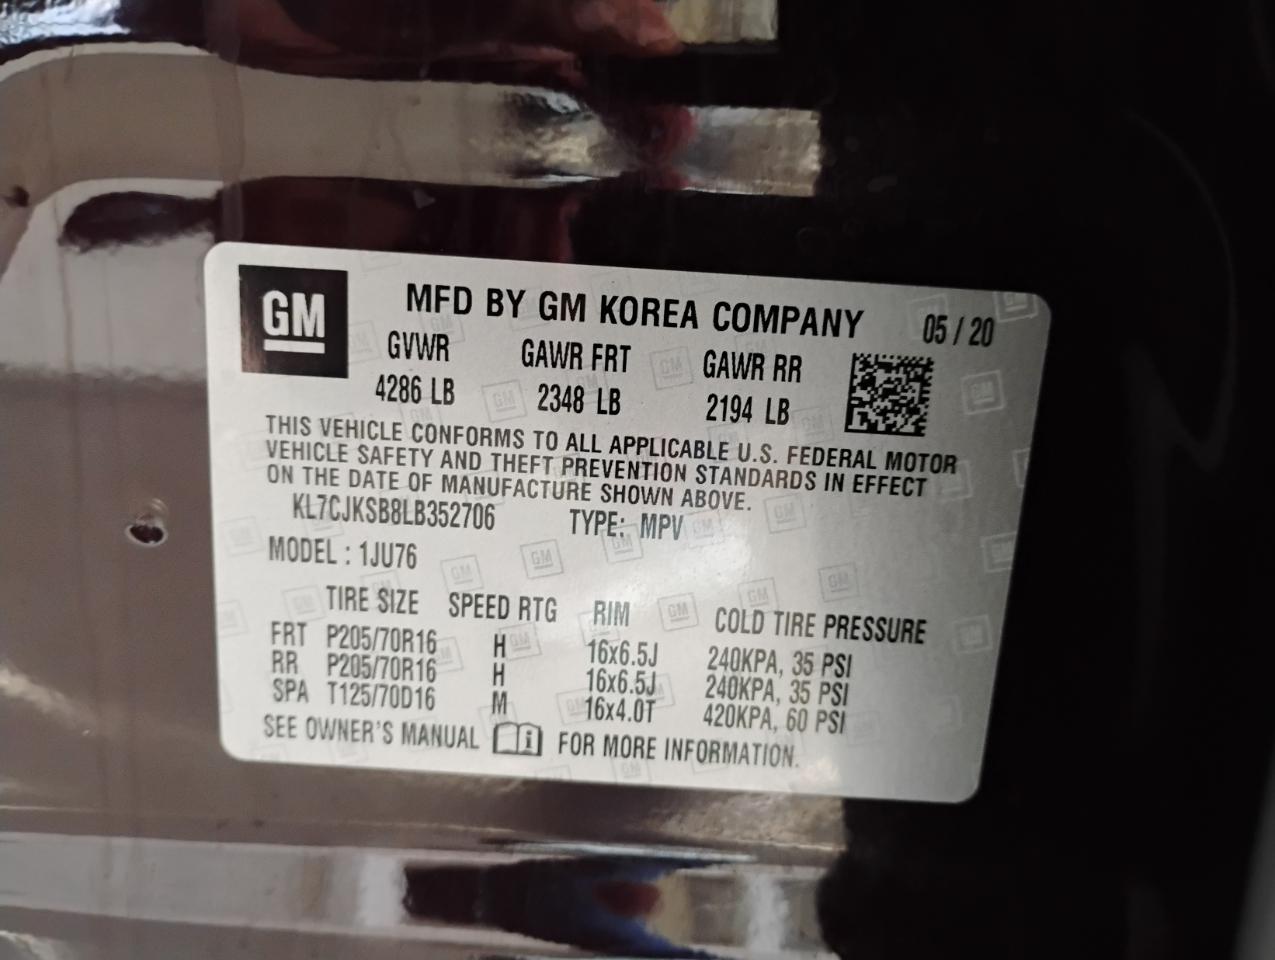 GM
MFD BY GM KOREA COMPANY 05 / 20
GVWR GAWR FRT GAWR RR
4286 LB 2348 LB 2194 LB
THIS VEHICLE CONFORMS TO ALL APPLICABLE U.S. FEDERAL MOTOR
VEHICLE SAFETY AND THEFT PREVENTION STANDARDS IN EFFECT
ON THE DATE OF MANUFACTURE SHOWN ABOVE.
KL7CJKSB8LB352706 TYPE: MPV
MODEL : 1JU76
TIRE SIZE SPEED RTG RIM COLD TIRE PRESSURE
FRT P205/70R16 H 16x6.5J 240KPA, 35 PSI
RR P205/70R16 H 16x6.5J 240KPA, 35 PSI
SPA T125/70D16 M 16x4.0T 420KPA, 60 PSI
SEE OWNER'S MANUAL i FOR MORE INFORMATION.